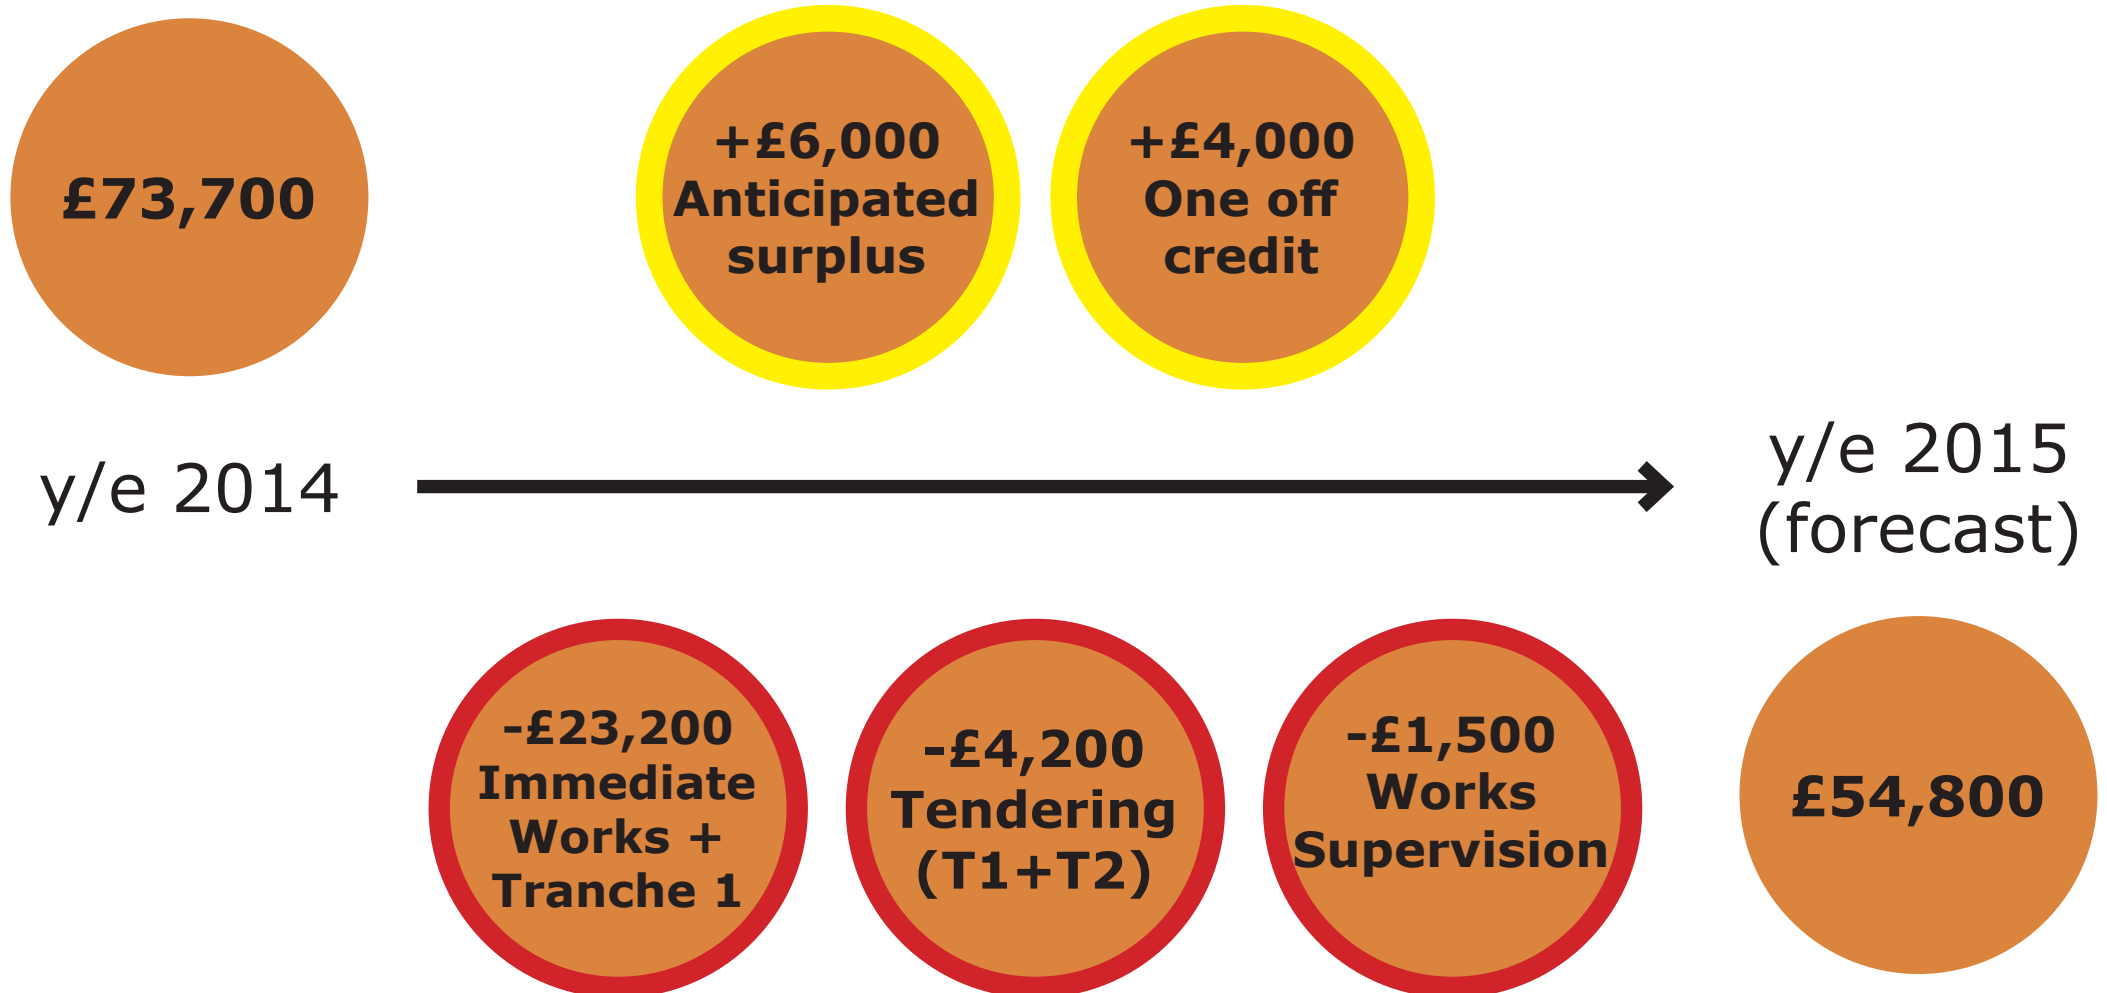 £73,700
+£6,000
Anticipated
surplus
+£4,000
One off
credit
y/e 2014
y/e 2015
(forecast)
-£23,200
Immediate
Works +
Tranche 1
-£4,200
Tendering
(T1+T2)
-£1,500
Works
Supervision
£54,800